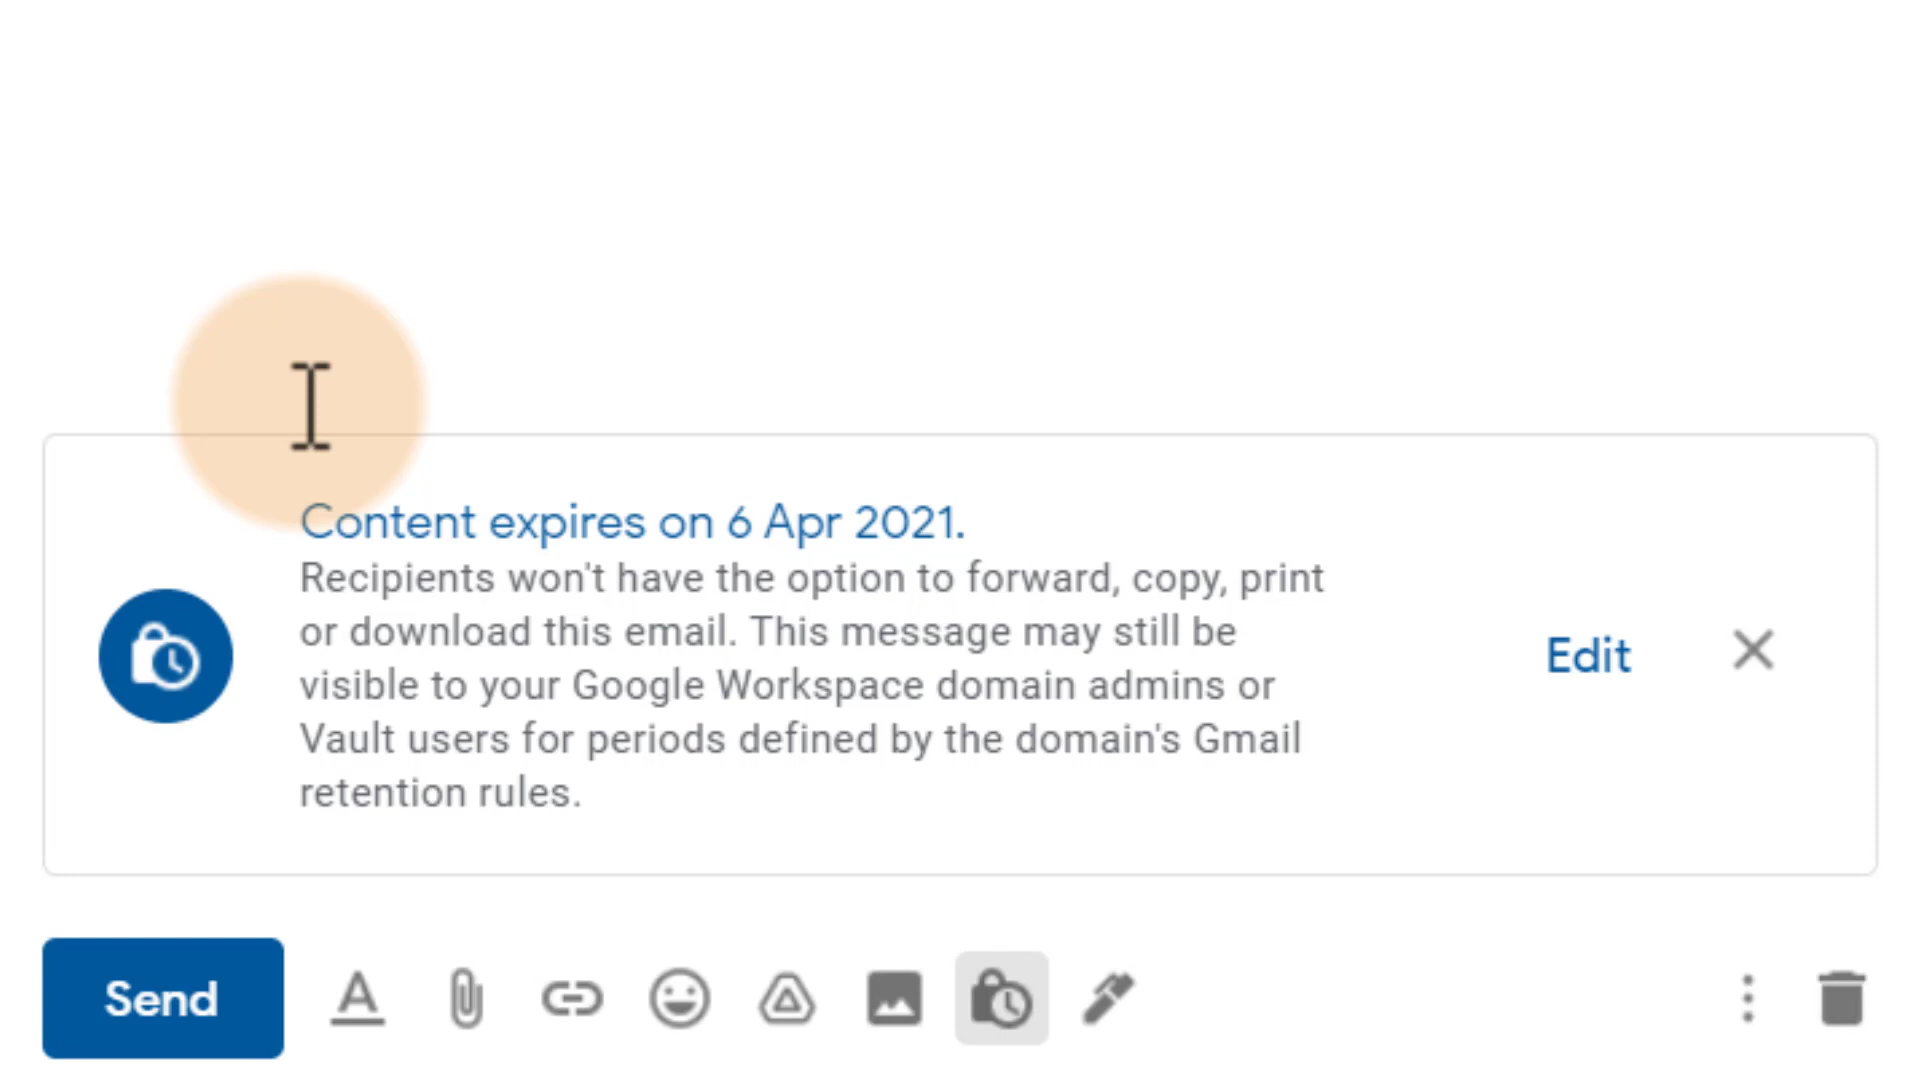 Content expires on 6 Apr 2021.
Recipients won't have the option to forward, copy, print
or download this email. This message may still be
visible to your Google Workspace domain admins or
Vault users for periods defined by the domain's Gmail
retention rules.
Edit
Send